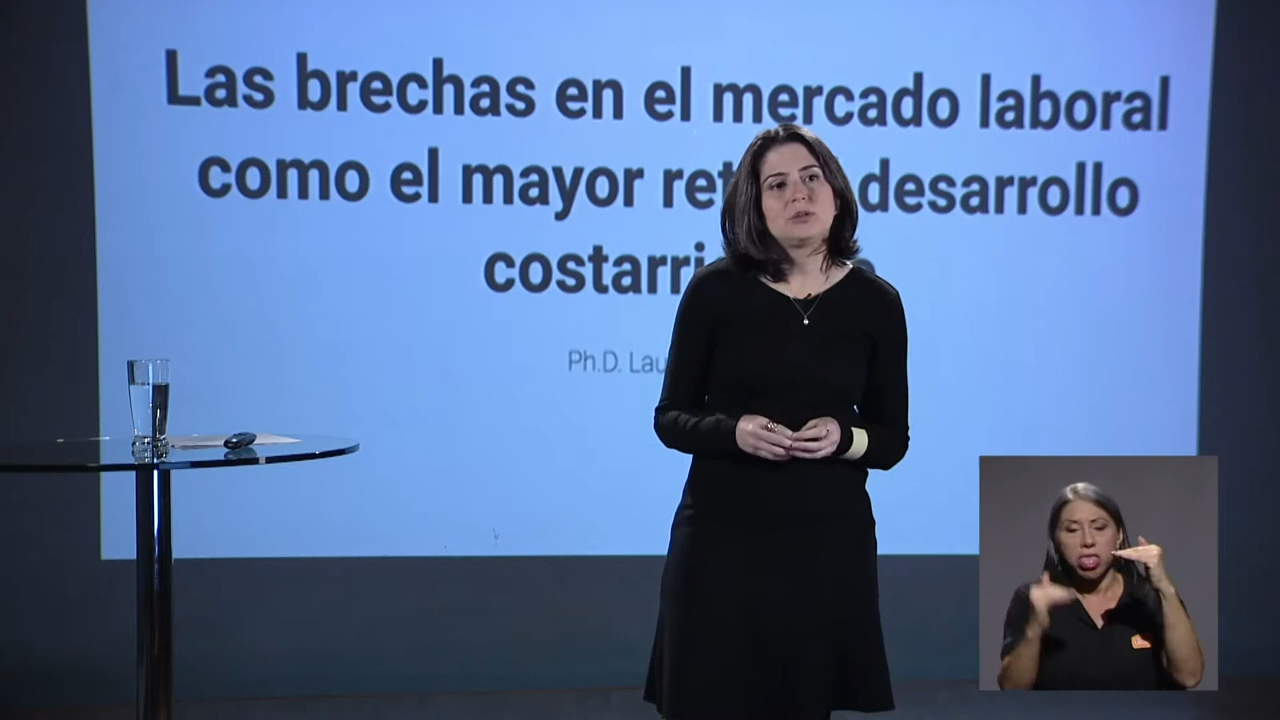 Las brechas en el mercado laboral
como el mayor desarrollo
Ph.D.